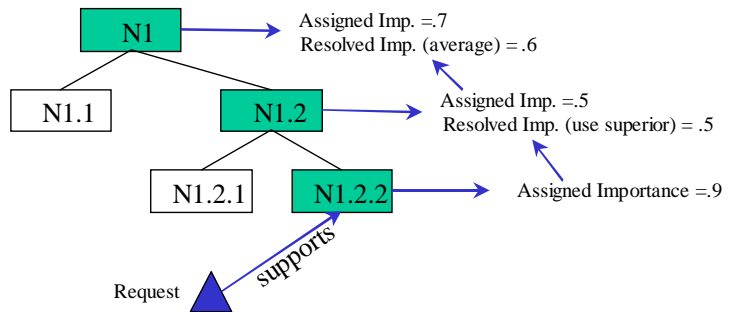 N1
Assigned Imp. =.7
Resolved Imp. (average) = .6
N1.1
N1.2
Assigned Imp. =.5
Resolved Imp. (use superior) = .5
N1.2.1
N1.2.2
Assigned Importance =.9
supports
Request